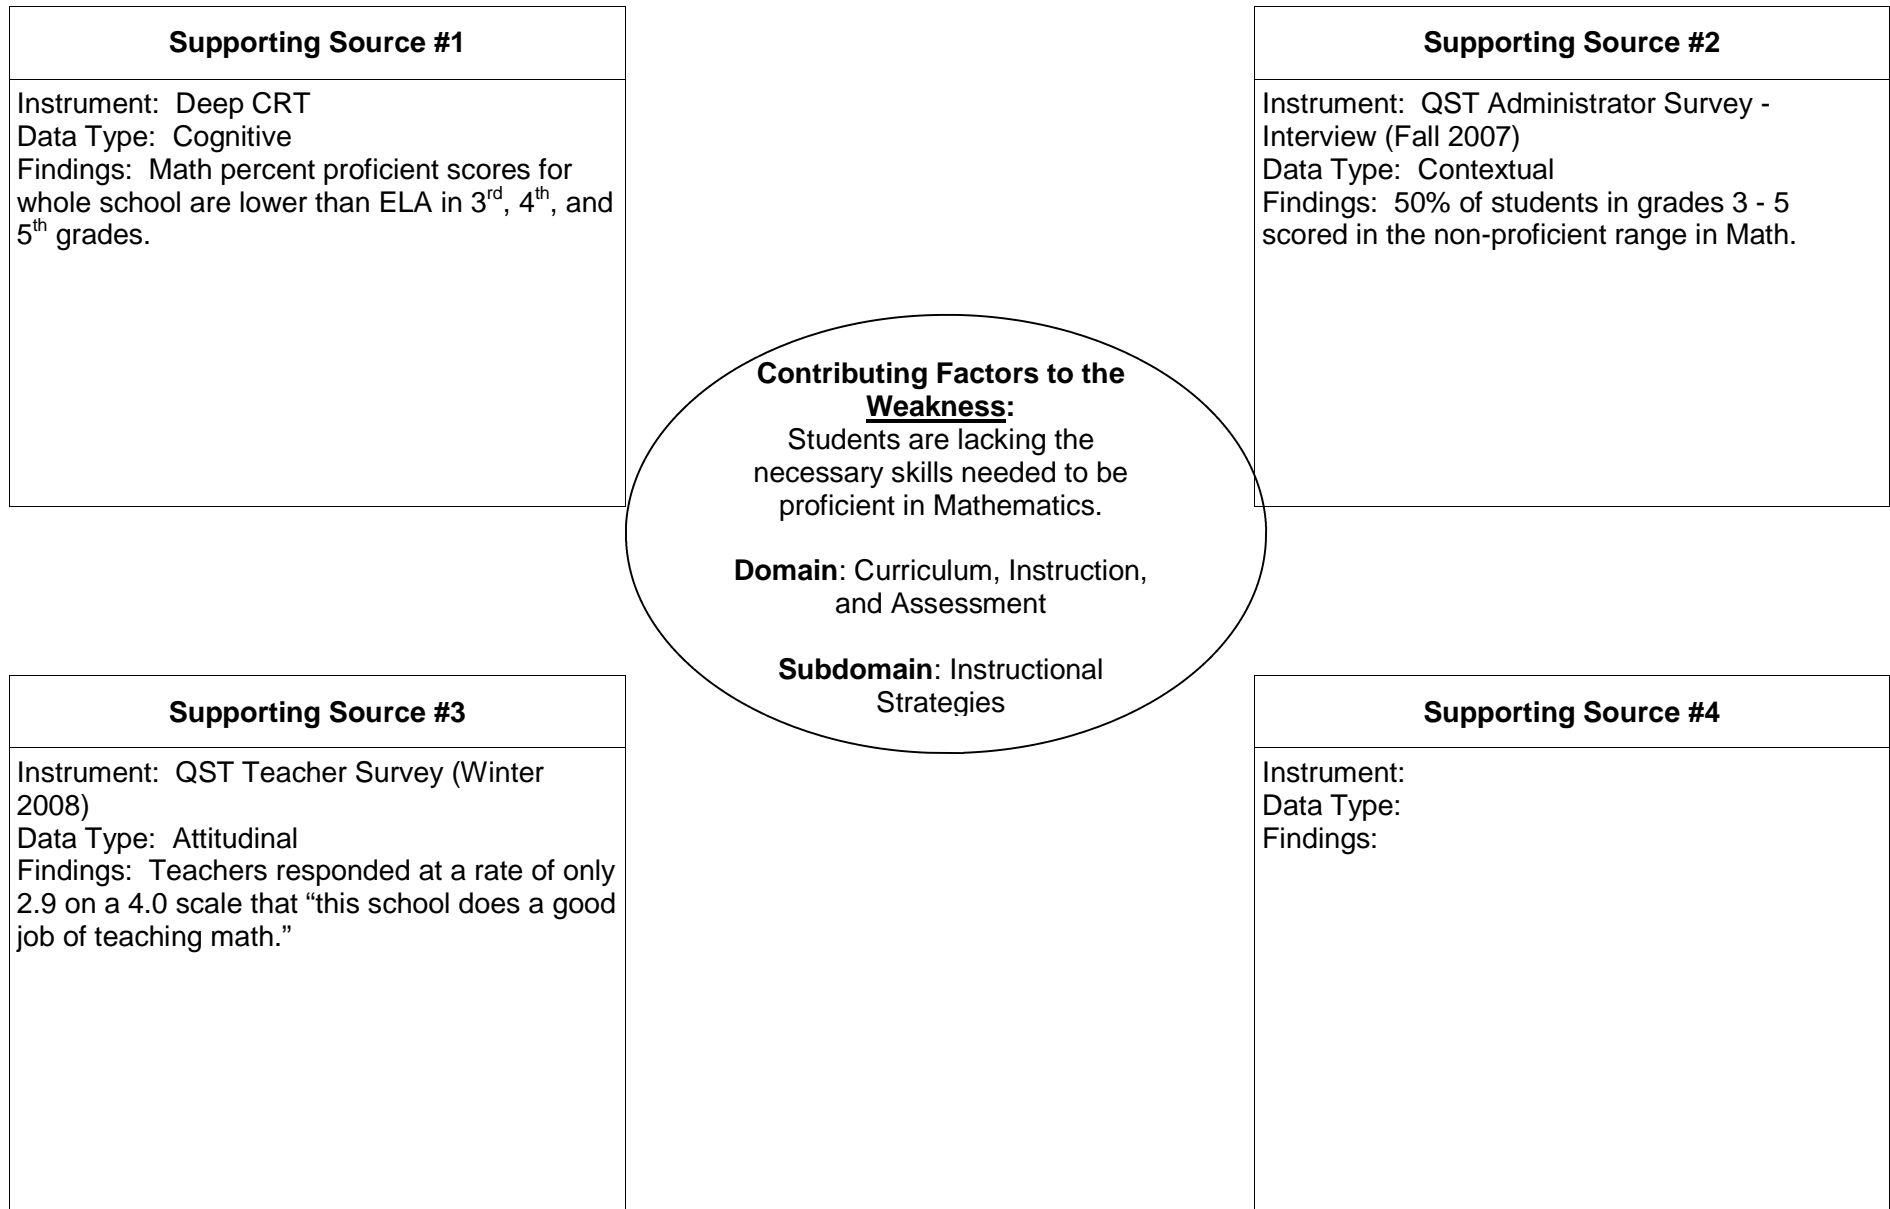 Supporting Source #1
Instrument:  Deep CRT
Data Type:  Cognitive
Findings:  Math percent proficient scores for
whole school are lower than ELA in 3rd, 4th, and
5th grades.
Supporting Source #2
Instrument:  QST Administrator Survey -
Interview (Fall 2007)
Data Type:  Contextual
Findings:  50% of students in grades 3 - 5
scored in the non-proficient range in Math.
Contributing Factors to the
Weakness:
Students are lacking the
necessary skills needed to be
proficient in Mathematics.
Domain: Curriculum, Instruction,
and Assessment
Subdomain: Instructional
Strategies
Supporting Source #3
Instrument:  QST Teacher Survey (Winter
2008)
Data Type:  Attitudinal
Findings:  Teachers responded at a rate of only
2.9 on a 4.0 scale that “this school does a good
job of teaching math.”
Supporting Source #4
Instrument:
Data Type:
Findings: